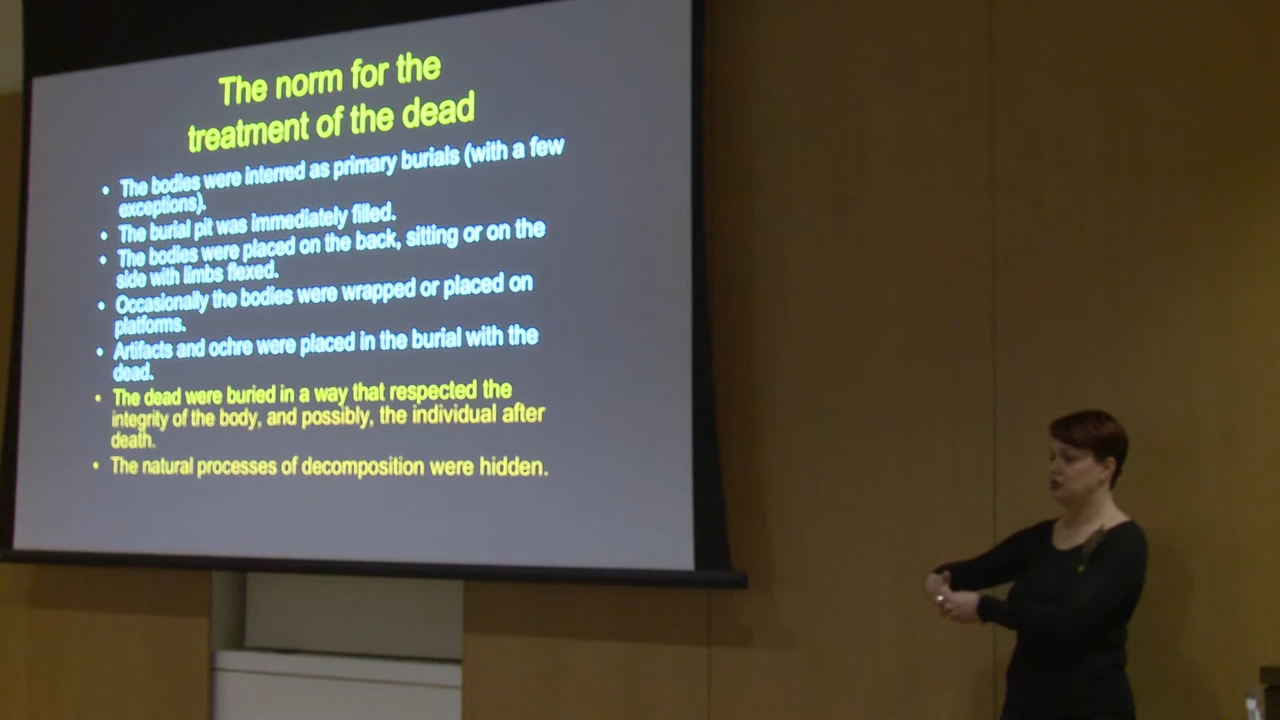 The norm for the
treatment of the dead
• The bodies were interred as primary burials (with a few
exceptions).
• The burial pit was immediately filled.
• The bodies were placed on the back, sitting or on the
side with limbs flexed.
• Occasionally the bodies were wrapped or placed on
platforms.
• Artifacts and ochre were placed in the burial with the
dead.
• The dead were buried in a way that respected the
integrity of the body, and possibly, the individual after
death.
• The natural processes of decomposition were hidden.